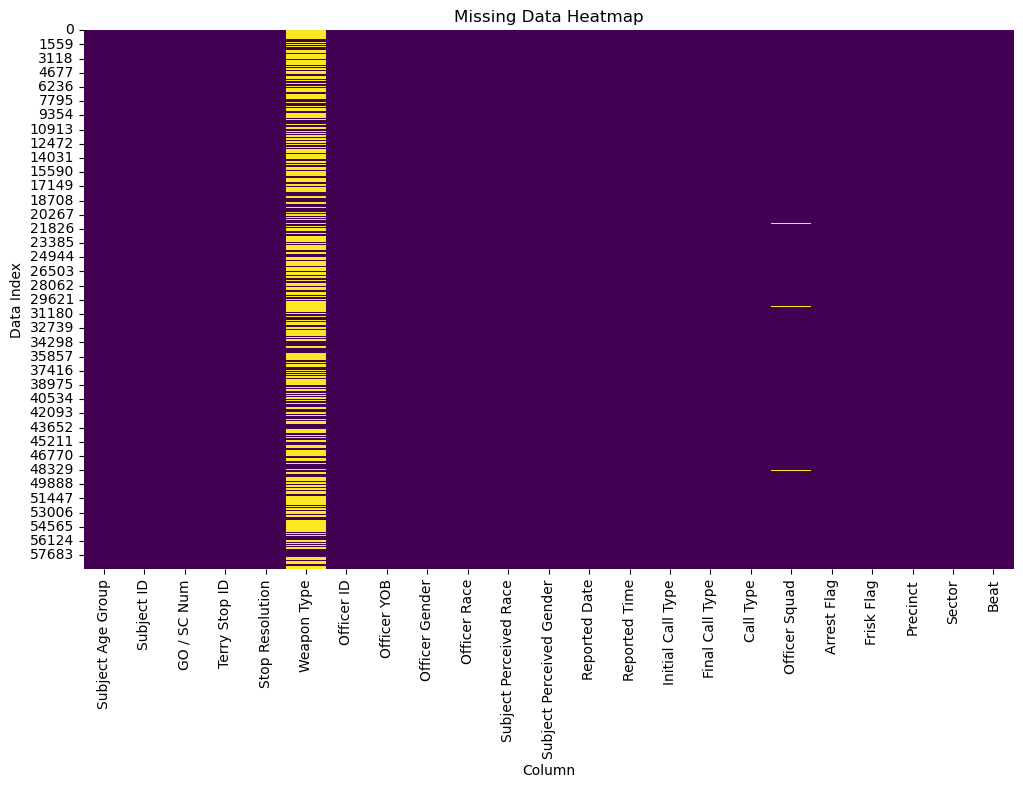 Missing Data Heatmap
0
1559
3118
4677
6236
7795
9354
10913
12472
14031
15590
17149
18708
20267
21826
23385
24944
26503
28062
29621
31180
32739
34298
35857
37416
38975
40534
42093
43652
45211
46770
48329
49888
51447
53006
54565
56124
57683
Data Index
Subject Age Group
Subject ID
GO / SC Num
Terry Stop ID
Stop Resolution
Weapon Type
Officer ID
Officer YOB
Officer Gender
Officer Race
Subject Perceived Race
Subject Perceived Gender
Reported Date
Reported Time
Initial Call Type
Final Call Type
Call Type
Officer Squad
Arrest Flag
Frisk Flag
Precinct
Sector
Beat
Column